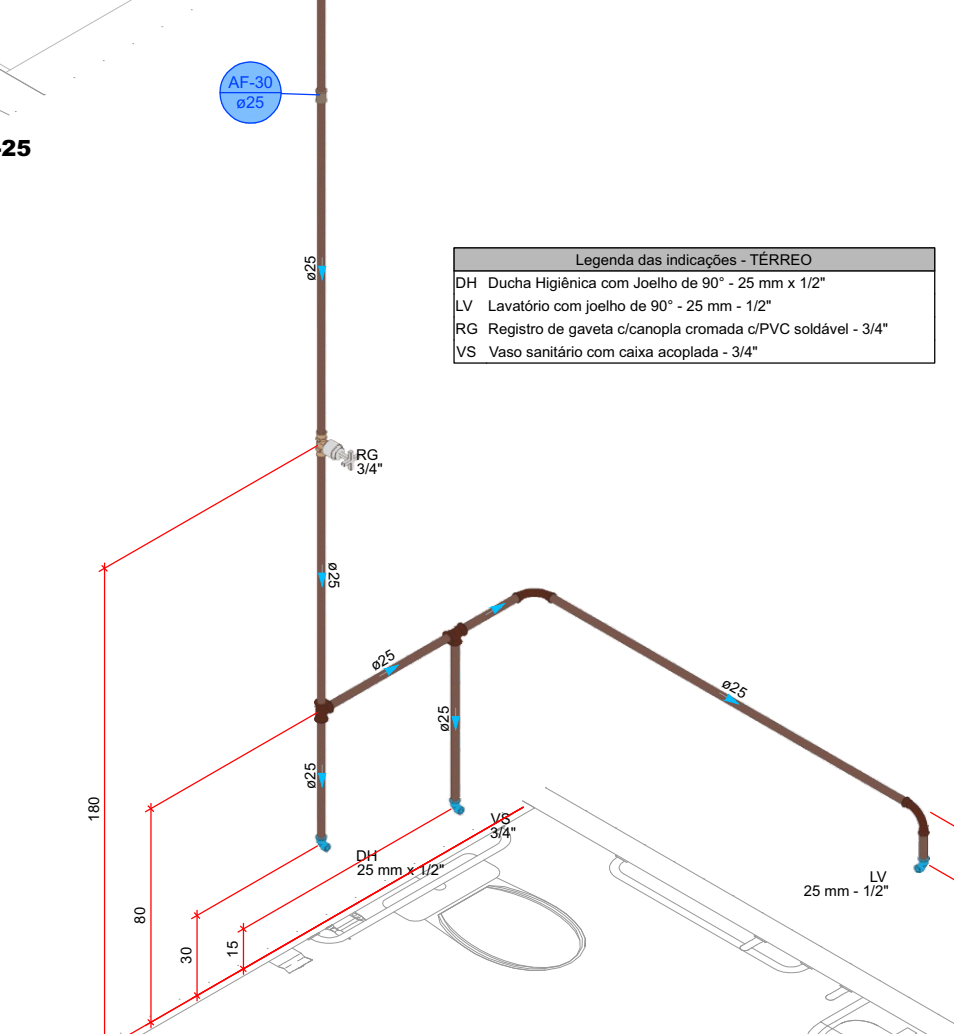 AF-30
ø25
-25
ø25
Legenda das indicações - TÉRREO
DH Ducha Higiênica com Joelho de 90° - 25 mm x 1/2"
LV Lavatório com joelho de 90° - 25 mm - 1/2"
RG Registro de gaveta c/canopla cromada c/PVC soldável - 3/4"
VS Vaso sanitário com caixa acoplada - 3/4"
RG
3/4"
ø25
ø25
ø25
ø25
ø25
180
VS
3/4"
DH
25 mm x 1/2"
LV
25 mm - 1/2"
80
30
15